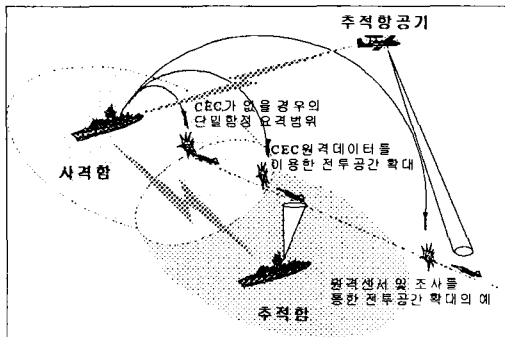 추적항공기
CEC가 없을 경우의
단일함정 요격범위
CEC원격데이터를
이용한 전투공간 확대
사격함
추적함
원격센서 및 조사를
통한 전투공간 확대의 예